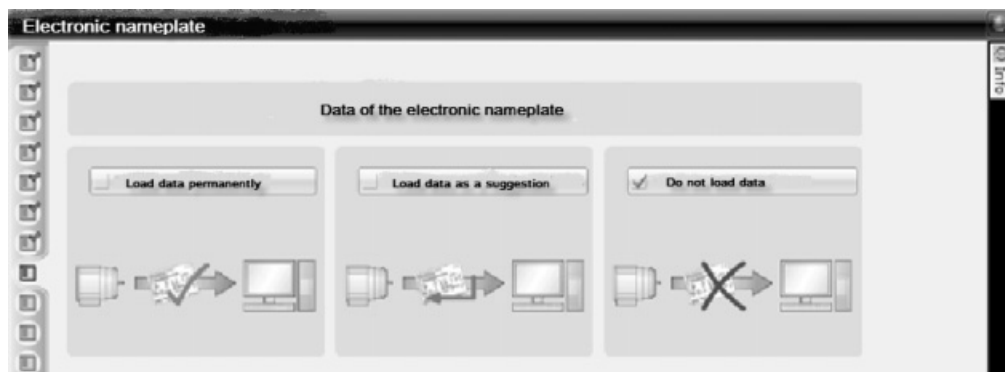 Electronic nameplate
Info
Data of the electronic nameplate
Load data permanently
Load data as a suggestion
Do not load data